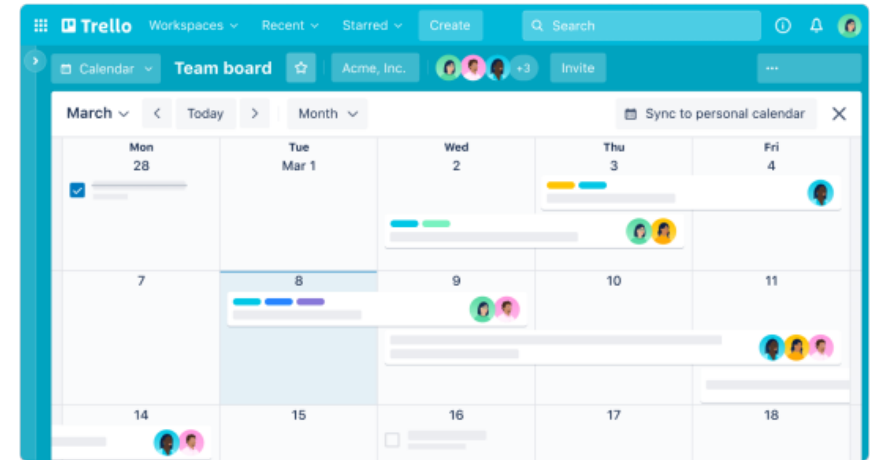 Trello Workspaces Recent Starred Create Search
Calendar Team board Acme, Inc. +3 Invite
March Today Month Sync to personal calendar
Mon Tue Wed Thu Fri
28 Mar 1 2 3 4
7 8 9 10 11
14 15 16 17 18